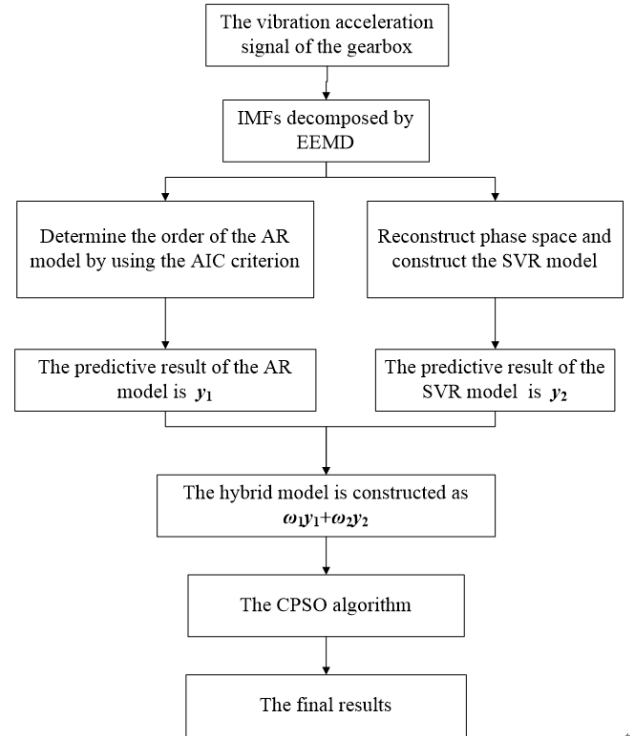 The vibration acceleration
signal of the gearbox
IMFs decomposed by
EEMD
Determine the order of the AR
model by using the AIC criterion
Reconstruct phase space and
construct the SVR model
The predictive result of the AR
model is y₁
The predictive result of the
SVR model is y₂
The hybrid model is constructed as
ω₁y₁+ω₂y₂
The CPSO algorithm
The final results